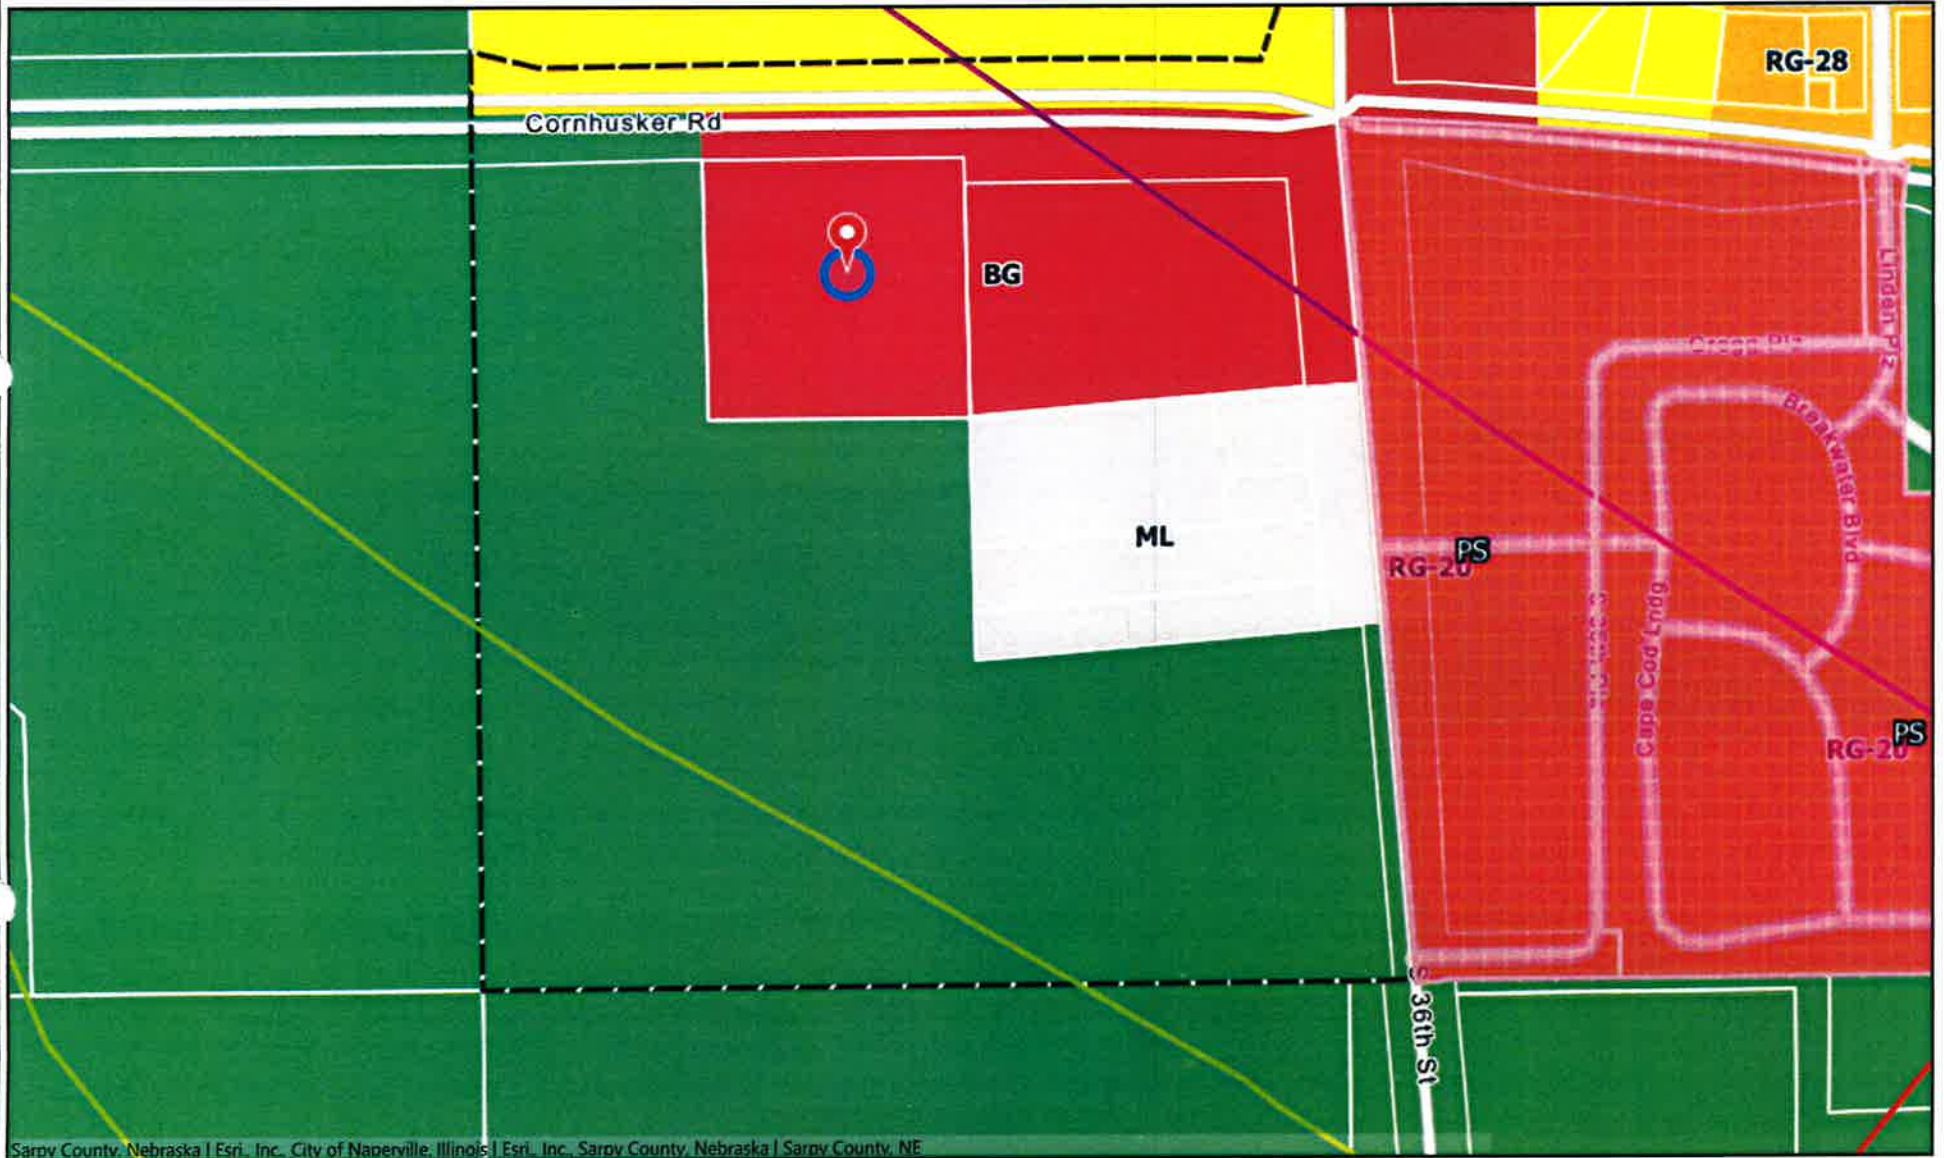 RG-28
Cornhusker Rd
BG
Linden Plz
Breakwater Blvd
ML
PS
RG-20
Cape Cod Lndg
PS
RG-20
S
36th St
Sarpy County, Nebraska | Esri., Inc., City of Naperville, Illinois | Esri., Inc., Sarpy County, Nebraska | Sarpy County, NE